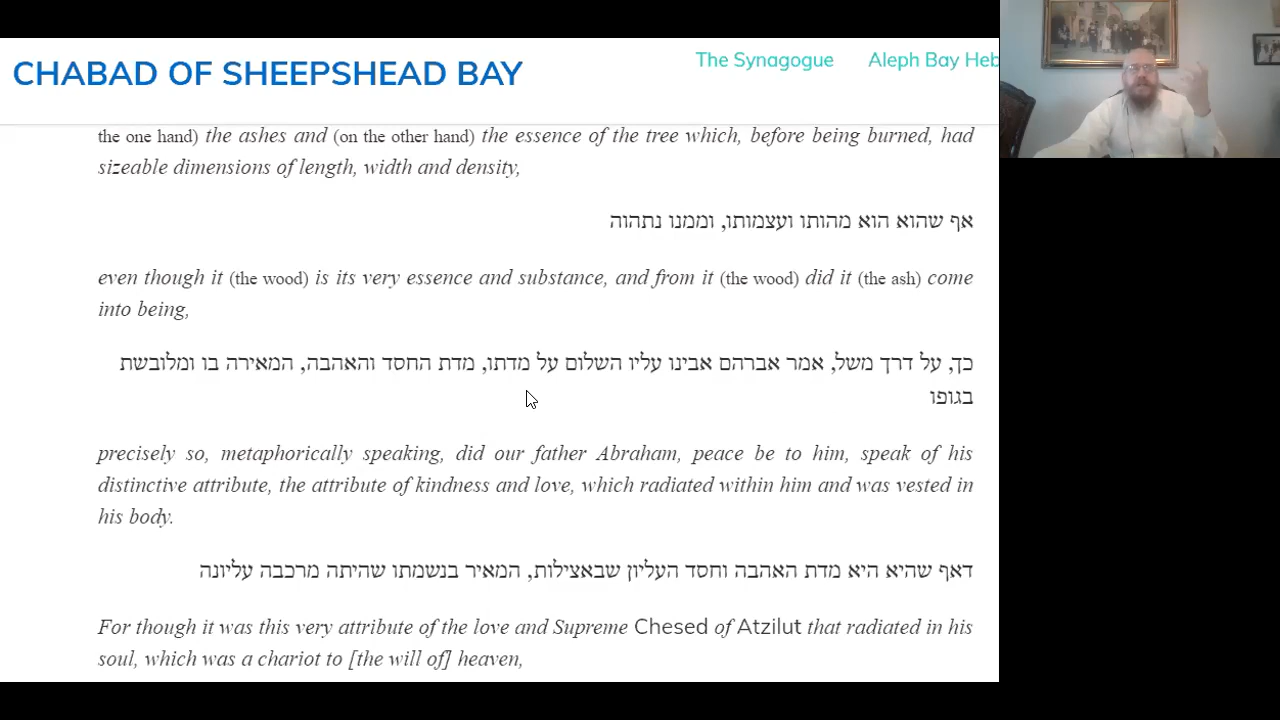 CHABAD OF SHEEPSHEAD BAY
The Synagogue
Aleph Bay Heb
the one hand) the ashes and (on the other hand) the essence of the tree which, before being burned, had
sizeable dimensions of length, width and density,
אף שהוא הוא מהותו ועצמותו, וממנו נתהוה
even though it (the wood) is its very essence and substance, and from it (the wood) did it (the ash) come
into being,
כך, על דרך משל, אמר אברהם אבינו עליו השלום על מדתו, מדת החסד והאהבה, המאירה בו ומלובשת
בגופו
precisely so, metaphorically speaking, did our father Abraham, peace be to him, speak of his
distinctive attribute, the attribute of kindness and love, which radiated within him and was vested in
his body.
דאף שהיא היא מדת האהבה וחסד העליון שבאצילות, המאיר בנשמתו שהיתה מרכבה עליונה
For though it was this very attribute of the love and Supreme Chesed of Atzilut that radiated in his
soul, which was a chariot to [the will of] heaven,